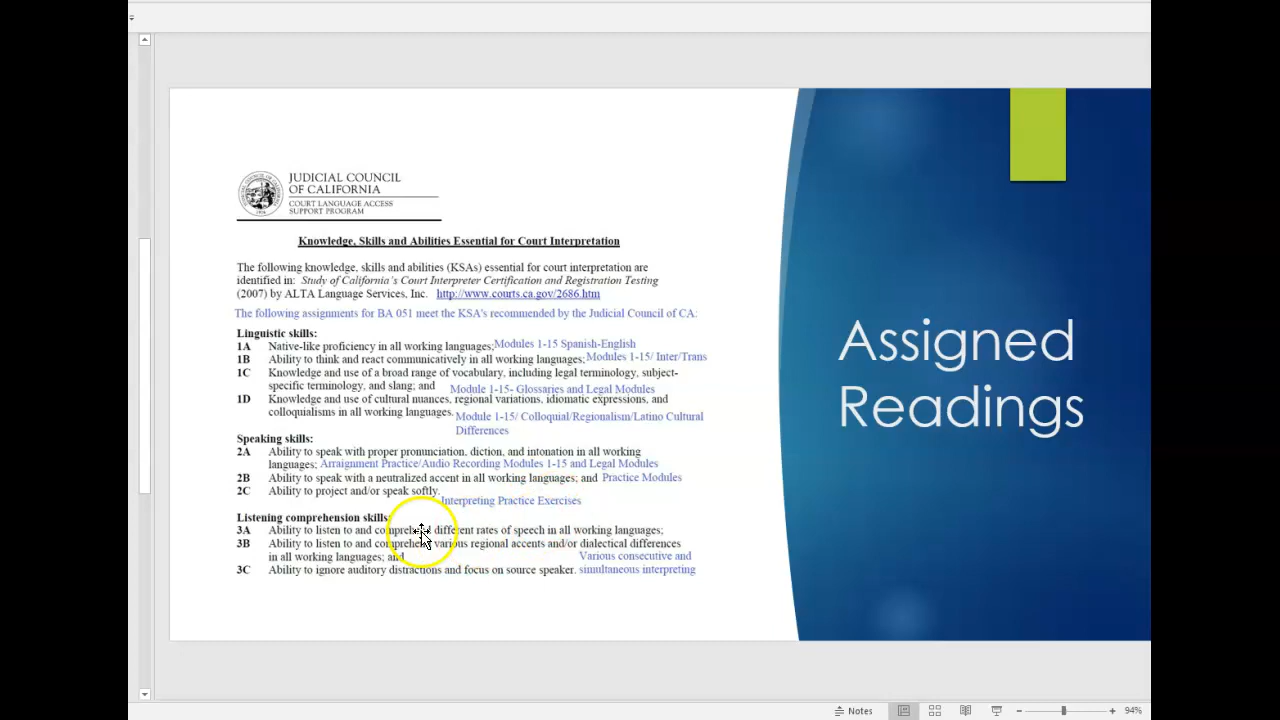 JUDICIAL COUNCIL
OF CALIFORNIA
COURT LANGUAGE ACCESS
SUPPORT PROGRAM
Knowledge, Skills and Abilities Essential for Court Interpretation
The following knowledge, skills and abilities (KSAs) essential for court interpretation are
identified in: Study of California's Court Interpreter Certification and Registration Testing
(2007) by ALTA Language Services, Inc. http://www.courts.ca.gov/2686.htm
The following assignments for BA 051 meet the KSA's recommended by the Judicial Council of CA:
Linguistic skills:
1A Native-like proficiency in all working languages; Modules 1-15 Spanish-English
1B Ability to think and react communicatively in all working languages; Modules 1-15/ Inter/Trans
1C Knowledge and use of a broad range of vocabulary, including legal terminology, subject-
specific terminology, and slang; and Module 1-15- Glossaries and Legal Modules
1D Knowledge and use of cultural nuances, regional variations, idiomatic expressions, and
colloquialisms in all working languages. Module 1-15/ Colloquial/Regionalism/Latino Cultural
Differences
Speaking skills:
2A Ability to speak with proper pronunciation, diction, and intonation in all working
languages; Arraignment Practice/Audio Recording Modules 1-15 and Legal Modules
2B Ability to speak with a neutralized accent in all working languages; and Practice Modules
2C Ability to project and/or speak softly.
Interpreting Practice Exercises
Listening comprehension skills:
3A Ability to listen to and comprehend different rates of speech in all working languages;
3B Ability to listen to and comprehend various regional accents and/or dialectical differences
in all working languages; and Various consecutive and
3C Ability to ignore auditory distractions and focus on source speaker. simultaneous interpreting
Assigned
Readings
Notes
94%